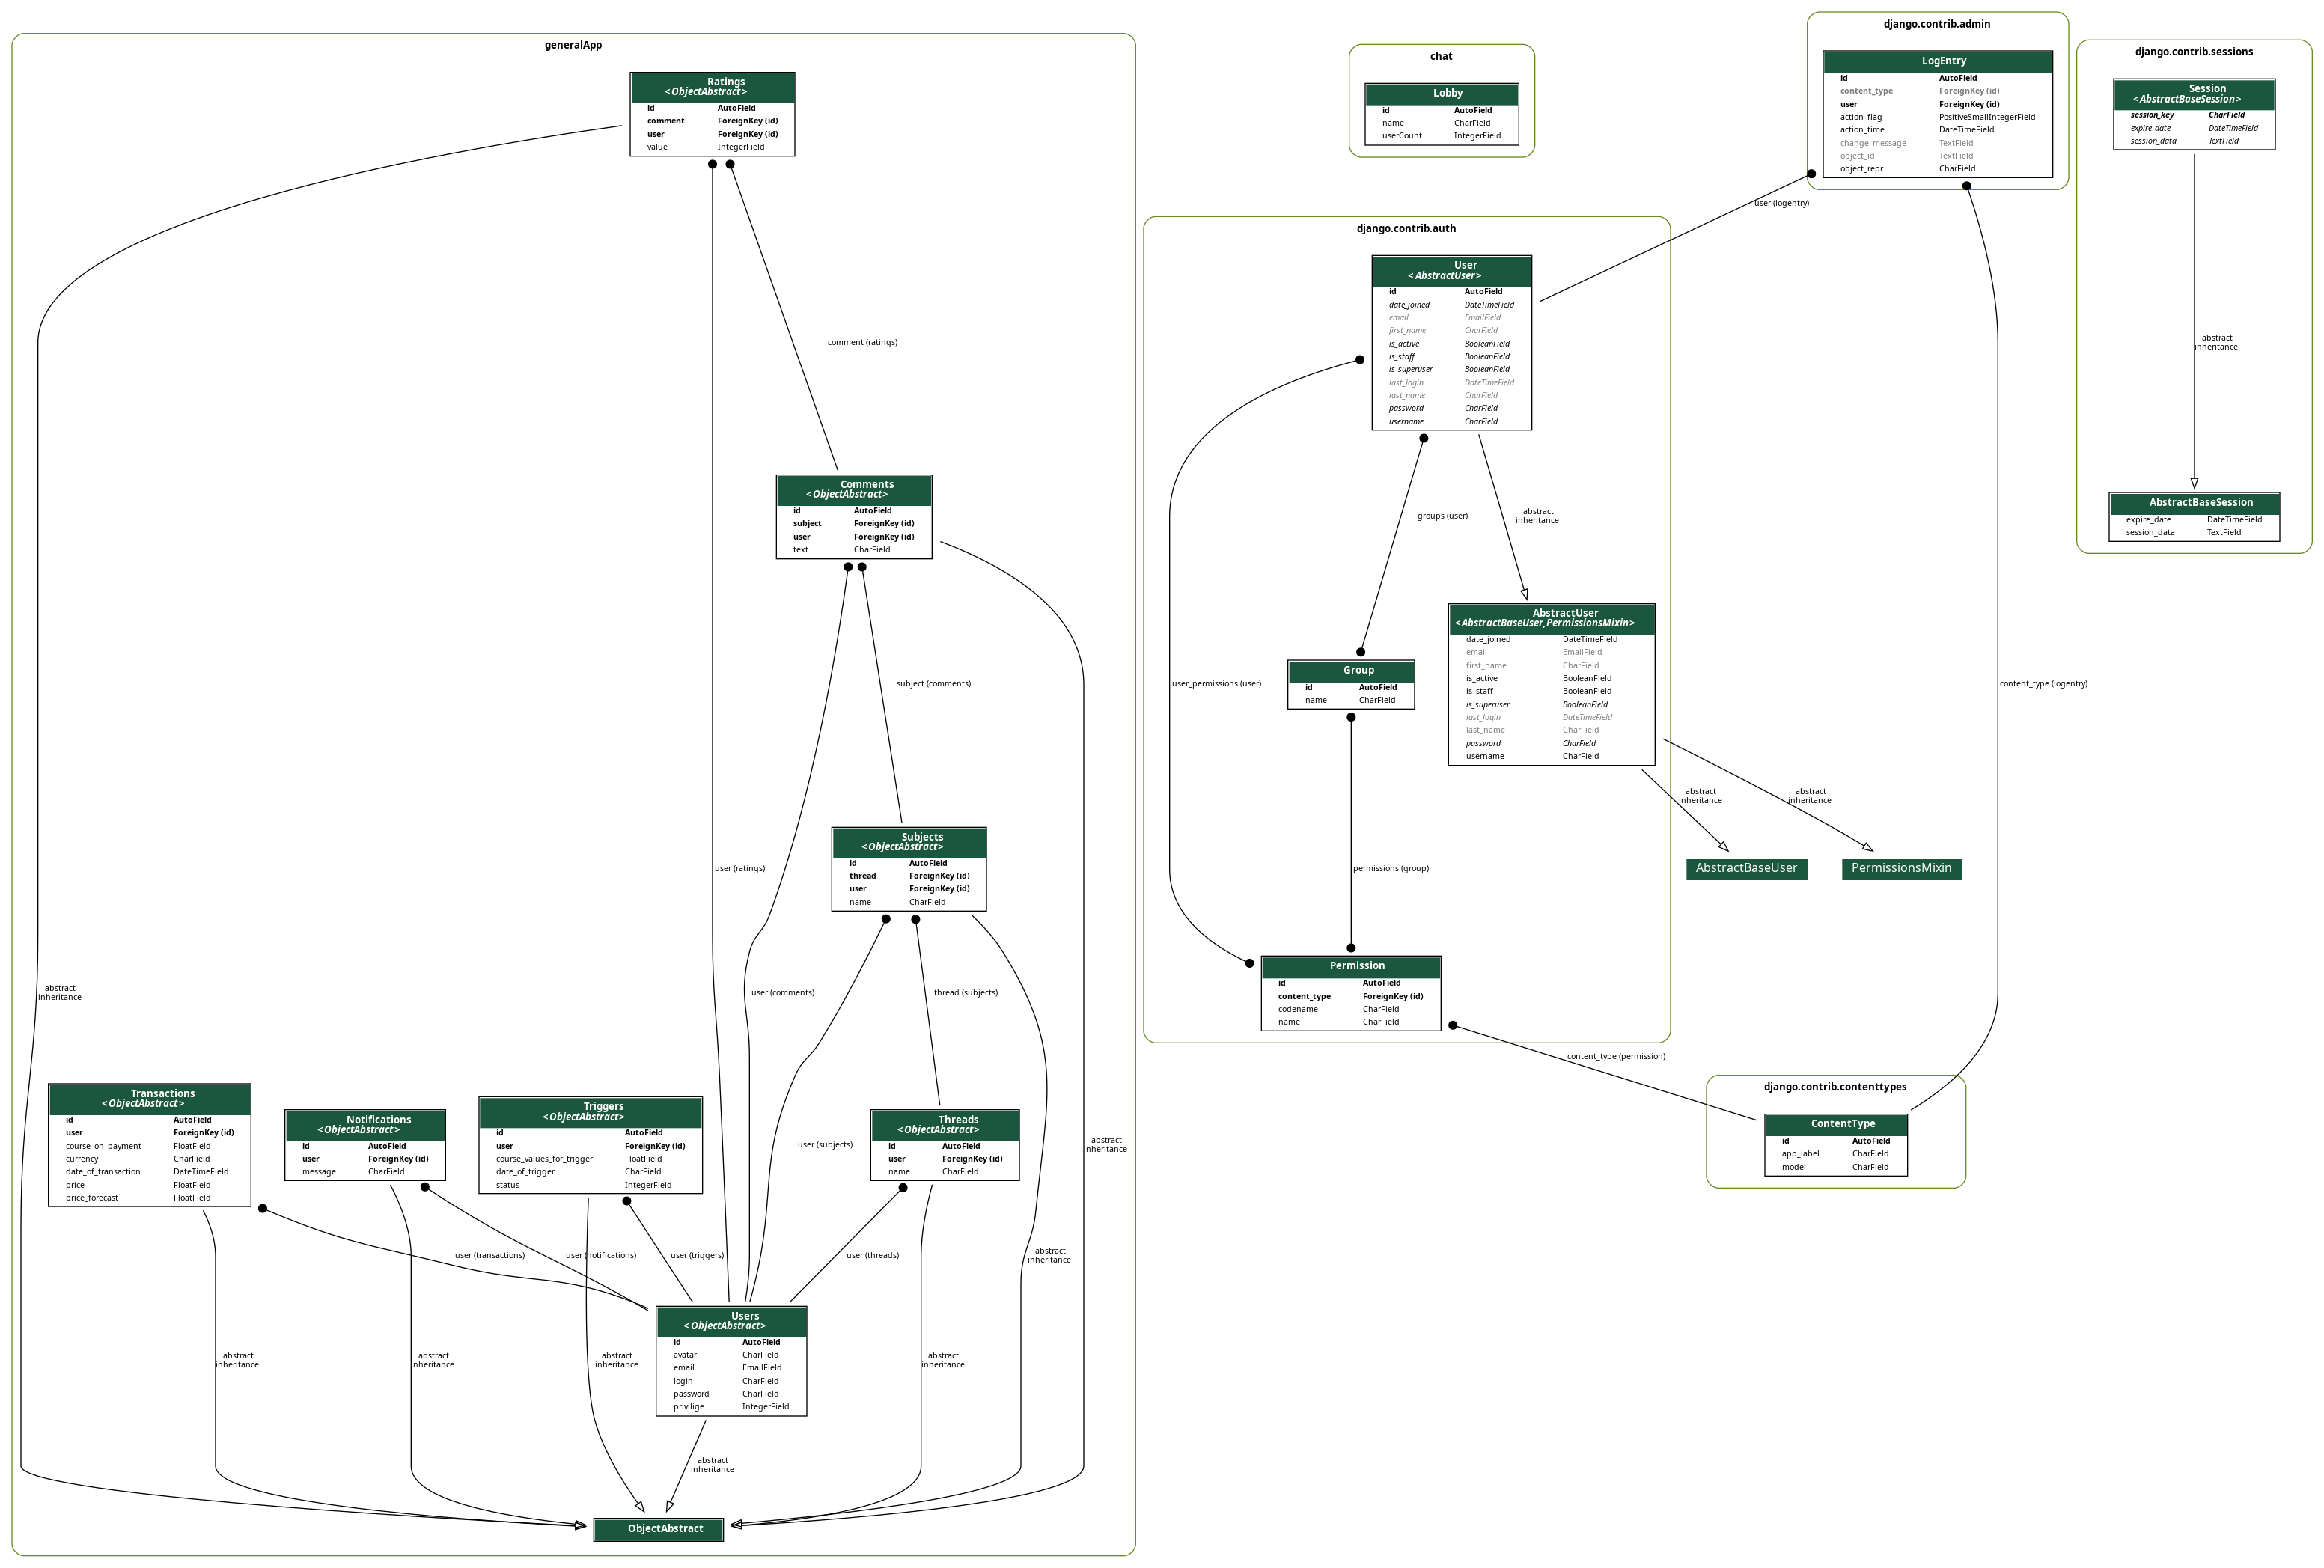 generalApp
Ratings
<ObjectAbstract>
id AutoField
comment ForeignKey (id)
user ForeignKey (id)
value IntegerField
comment (ratings)
Comments
<ObjectAbstract>
id AutoField
subject ForeignKey (id)
user ForeignKey (id)
text CharField
subject (comments)
Subjects
<ObjectAbstract>
id AutoField
thread ForeignKey (id)
user ForeignKey (id)
name CharField
user (ratings)
user (comments)
thread (subjects)
abstract
inheritance
Transactions
<ObjectAbstract>
id AutoField
user ForeignKey (id)
course_on_payment FloatField
currency CharField
date_of_transaction DateTimeField
price FloatField
price_forecast FloatField
Notifications
<ObjectAbstract>
id AutoField
user ForeignKey (id)
message CharField
Triggers
<ObjectAbstract>
id AutoField
user ForeignKey (id)
course_values_for_trigger FloatField
date_of_trigger CharField
status IntegerField
user (subjects)
Threads
<ObjectAbstract>
id AutoField
user ForeignKey (id)
name CharField
abstract
inheritance
user (transactions)
user (notifications)
user (triggers)
user (threads)
abstract
inheritance
Users
<ObjectAbstract>
id AutoField
avatar CharField
email EmailField
login CharField
password CharField
privilige IntegerField
abstract
inheritance
abstract
inheritance
abstract
inheritance
abstract
inheritance
abstract
inheritance
ObjectAbstract
chat
Lobby
id AutoField
name CharField
userCount IntegerField
django.contrib.admin
LogEntry
id AutoField
content_type ForeignKey (id)
user ForeignKey (id)
action_flag PositiveSmallIntegerField
action_time DateTimeField
change_message TextField
object_id TextField
object_repr CharField
user (logentry)
django.contrib.sessions
Session
<AbstractBaseSession>
session_key CharField
expire_date DateTimeField
session_data TextField
abstract
inheritance
AbstractBaseSession
expire_date DateTimeField
session_data TextField
django.contrib.auth
User
<AbstractUser>
id AutoField
date_joined DateTimeField
email EmailField
first_name CharField
is_active BooleanField
is_staff BooleanField
is_superuser BooleanField
last_login DateTimeField
last_name CharField
password CharField
username CharField
groups (user)
abstract
inheritance
user_permissions (user)
Group
id AutoField
name CharField
AbstractUser
<AbstractBaseUser,PermissionsMixin>
date_joined DateTimeField
email EmailField
first_name CharField
is_active BooleanField
is_staff BooleanField
is_superuser BooleanField
last_login DateTimeField
last_name CharField
password CharField
username CharField
content_type (logentry)
abstract
inheritance
abstract
inheritance
permissions (group)
AbstractBaseUser
PermissionsMixin
Permission
id AutoField
content_type ForeignKey (id)
codename CharField
name CharField
content_type (permission)
django.contrib.contenttypes
ContentType
id AutoField
app_label CharField
model CharField